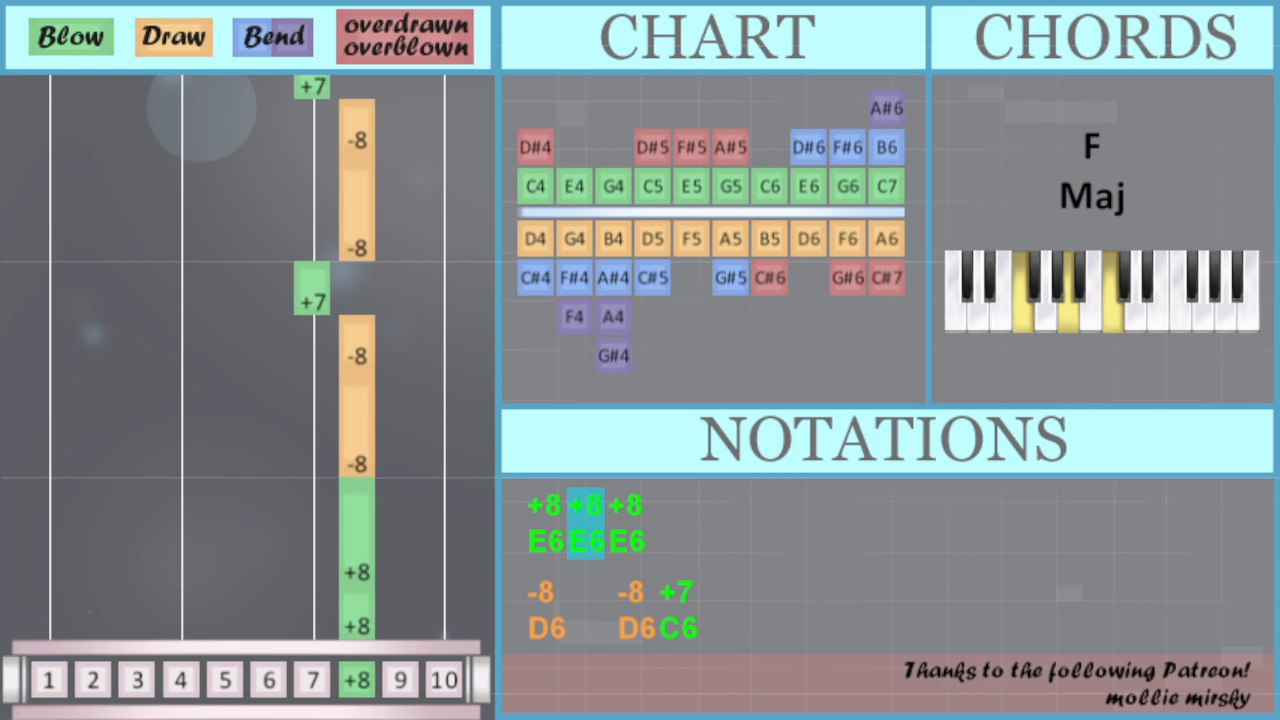 Blow Draw Bend overdrawn
overblown
CHART
CHORDS
+7
-8
-8
+7
-8
-8
+8
+8
1 2 3 4 5 6 7 +8 9 10
A#6
D#4 D#5 F#5 A#5 D#6 F#6 B6
C4 E4 G4 C5 E5 G5 C6 E6 G6 C7
D4 G4 B4 D5 F5 A5 B5 D6 F6 A6
C#4 F#4 A#4 C#5 G#5 C#6 G#6 C#7
F4 A4
G#4
F
Maj
NOTATIONS
+8 +8 +8
E6 E6 E6
-8 -8 +7
D6 D6 C6
Thanks to the following Patreon!
mollie mirsky